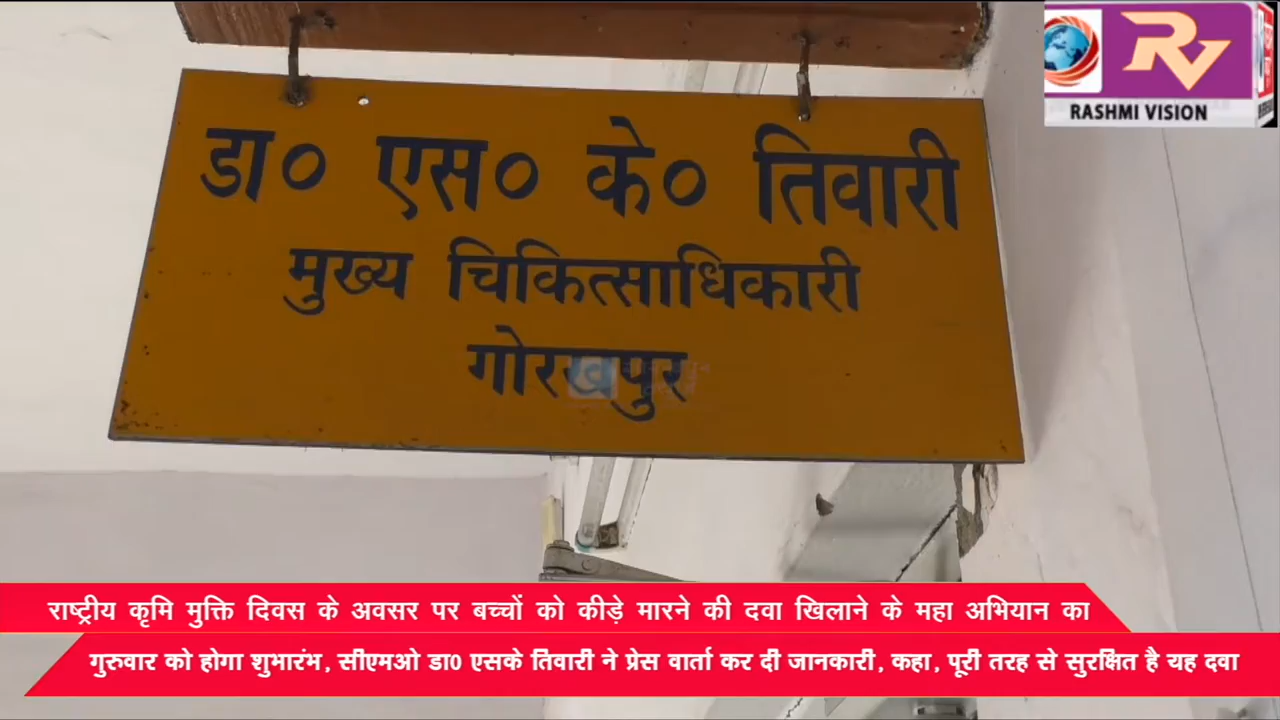 डा० एस० के० तिवारी
मुख्य चिकित्साधिकारी
गोरखपुर
RV
RASHMI VISION
राष्ट्रीय कृमि मुक्ति दिवस के अवसर पर बच्चों को कीड़े मारने की दवा खिलाने के महा अभियान का
गुरुवार को होगा शुभारंभ, सीएमओ डा0 एसके तिवारी ने प्रेस वार्ता कर दी जानकारी, कहा, पूरी तरह से सुरक्षित है यह दवा